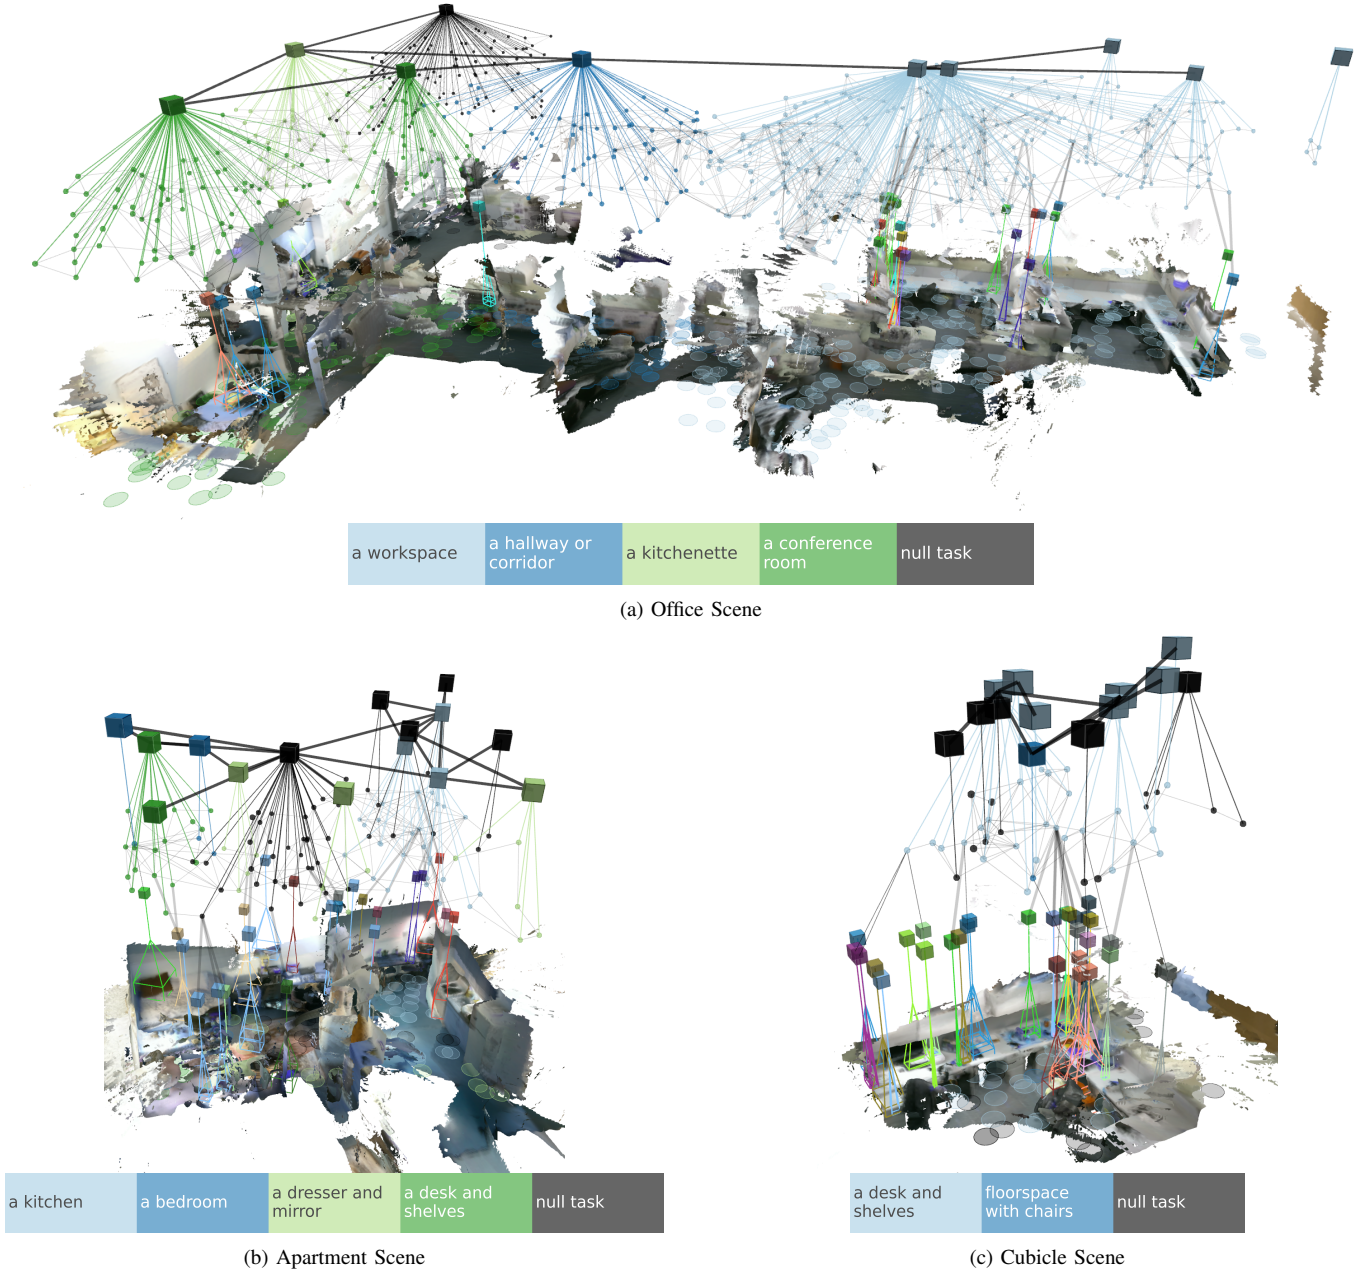 a workspace
a hallway or
corridor
a kitchenette
a conference
room
null task
(a) Office Scene
a kitchen
a bedroom
a dresser and
mirror
a desk and
shelves
null task
(b) Apartment Scene
a desk and
shelves
floorspace
with chairs
null task
(c) Cubicle Scene